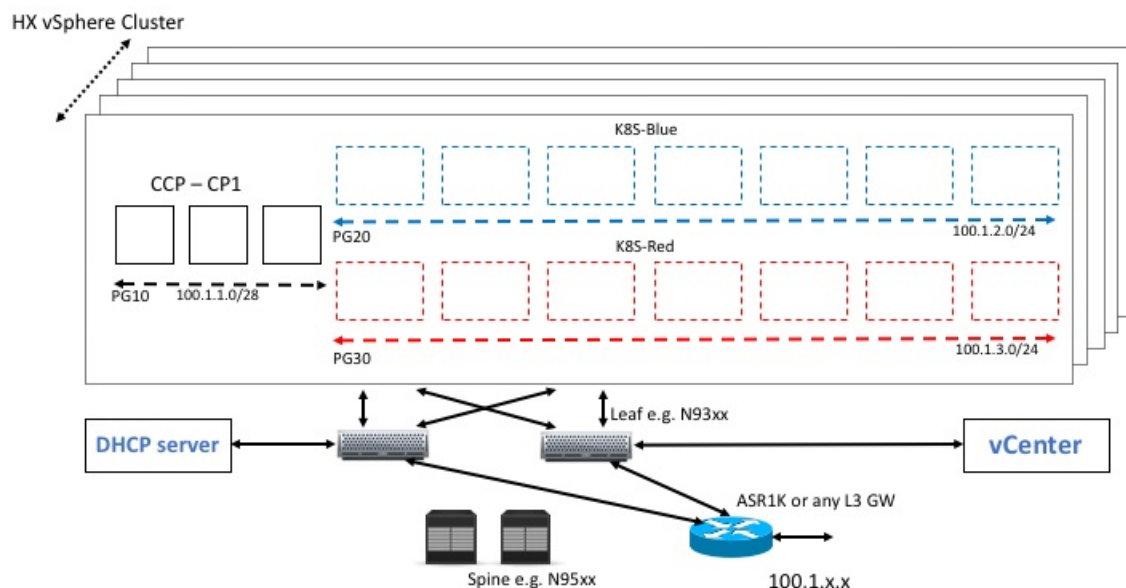 HX vSphere Cluster
K8S-Blue
CCP – CP1
PG20
100.1.2.0/24
K8S-Red
PG10
100.1.1.0/28
PG30
100.1.3.0/24
Leaf e.g. N93xx
DHCP server
vCenter
ASR1K or any L3 GW
Spine e.g. N95xx
100.1.x.x